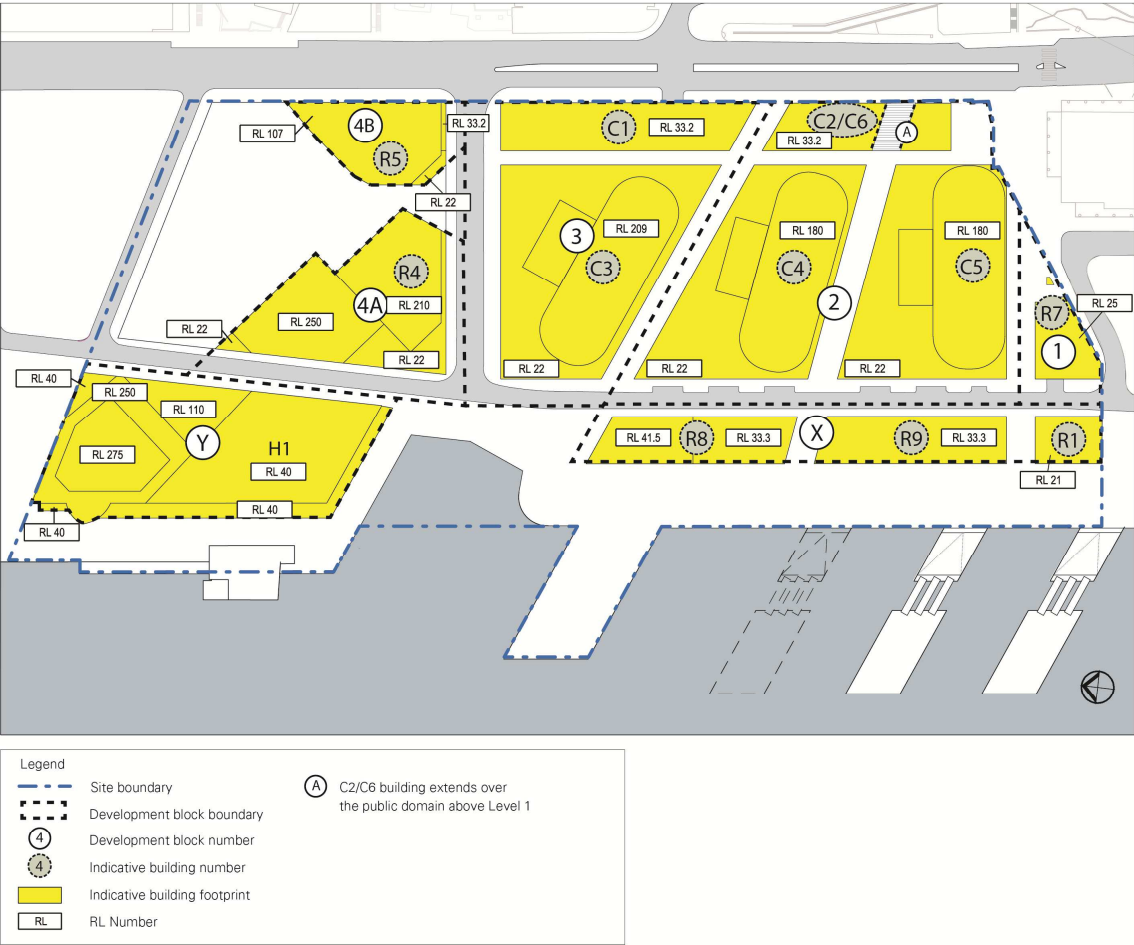 4B
RL 107
RL 33.2
R5
RL 22
C1
RL 33.2
C2/C6
RL 33.2
A
3
RL 209
C3
RL 22
RL 180
C4
2
RL 22
RL 180
C5
RL 22
R4
4A
RL 210
RL 250
RL 22
RL 22
R7
RL 25
1
RL 40
RL 250
RL 110
Y
RL 275
H1
RL 40
RL 40
RL 40
RL 41.5
R8
RL 33.3
X
R9
RL 33.3
R1
RL 21
Legend
Site boundary
Development block boundary
4
Development block number
4
Indicative building number
Indicative building footprint
RL
RL Number
A
C2/C6 building extends over
the public domain above Level 1